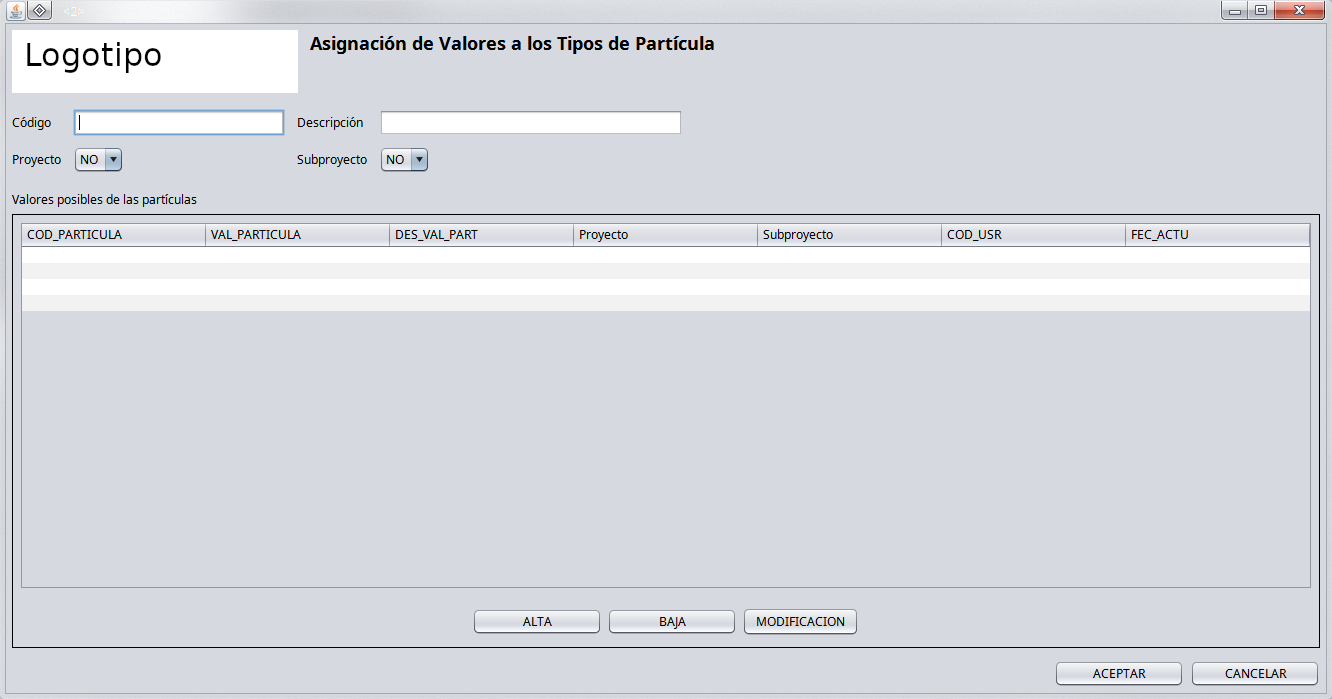 <2>
Logotipo
Asignación de Valores a los Tipos de Partícula
Código
Descripción
Proyecto NO
Subproyecto NO
Valores posibles de las partículas
COD_PARTICULA VAL_PARTICULA DES_VAL_PART Proyecto Subproyecto COD_USR FEC_ACTU
ALTA BAJA MODIFICACION
ACEPTAR CANCELAR